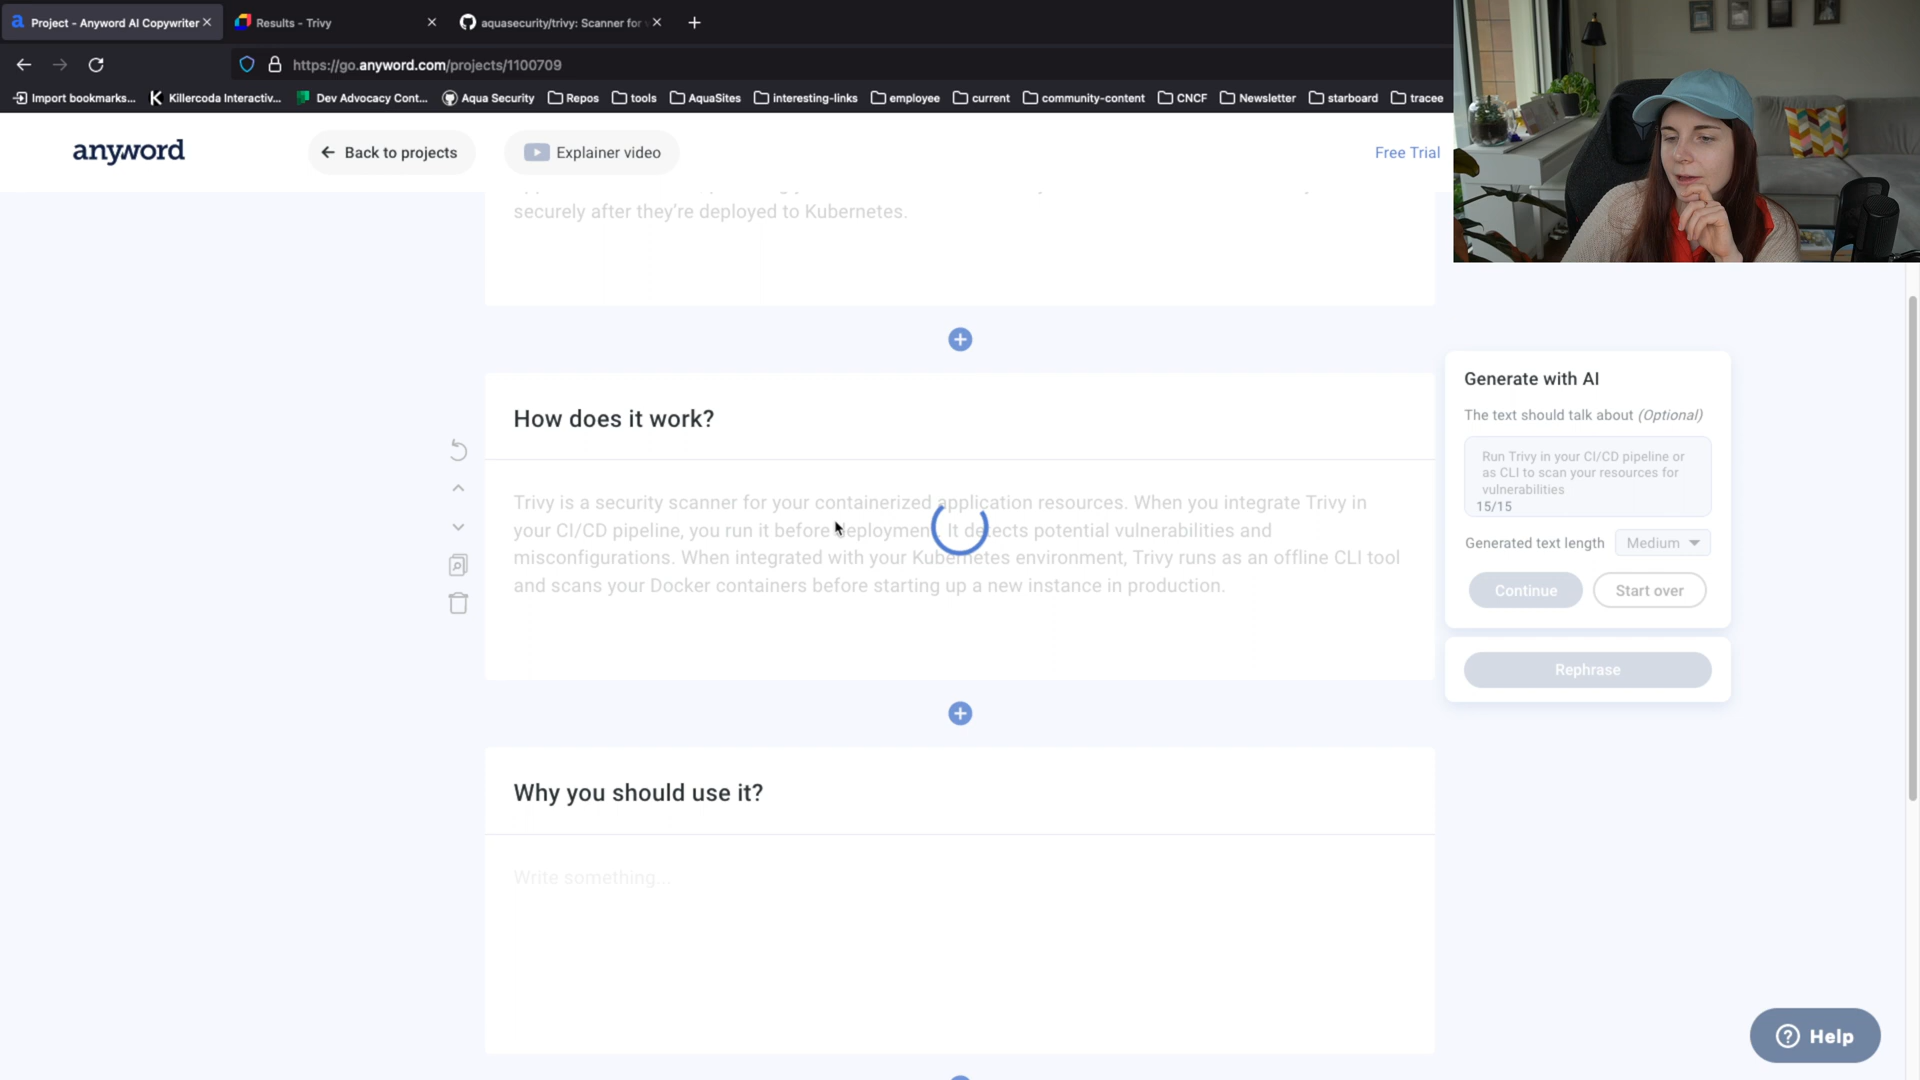 Project - Anyword AI Copywriter
Results - Trivy
aquasecurity/trivy: Scanner for
https://go.anyword.com/projects/1100709
Import bookmarks...
Killercoda Interactiv...
Dev Advocacy Cont...
Aqua Security
Repos
tools
AquaSites
interesting-links
employee
current
community-content
CNCF
Newsletter
starboard
tracee
anyword
Back to projects
Explainer video
Free Trial
securely after they're deployed to Kubernetes.
How does it work?
Trivy is a security scanner for your containerized application resources. When you integrate Trivy in
your CI/CD pipeline, you run it before deployment. It detects potential vulnerabilities and
misconfigurations. When integrated with your Kubernetes environment, Trivy runs as an offline CLI tool
and scans your Docker containers before starting up a new instance in production.
Generate with AI
The text should talk about (Optional)
Run Trivy in your CI/CD pipeline or
as CLI to scan your resources for
vulnerabilities
15/15
Generated text length
Medium
Continue
Start over
Rephrase
Why you should use it?
Write something...
Help